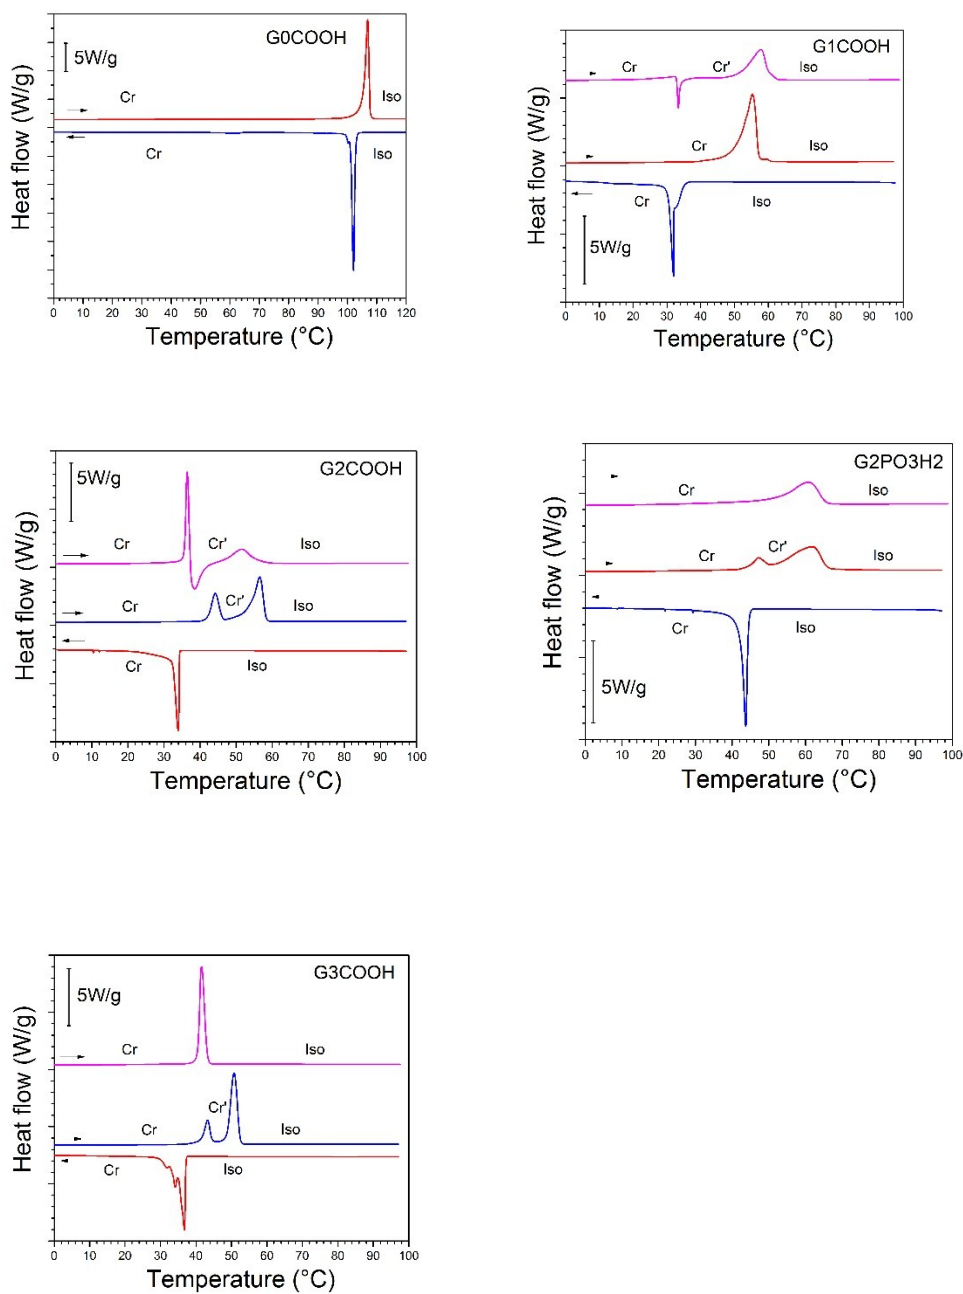 G0COOH
5W/g
Cr
Iso
Cr
Iso
Heat flow (W/g)
0 10 20 30 40 50 60 70 80 90 100 110 120
Temperature (°C)
G1COOH
Cr
Cr'
Iso
Cr
Iso
Cr
Iso
5W/g
Heat flow (W/g)
0 10 20 30 40 50 60 70 80 90 100
Temperature (°C)
G2COOH
5W/g
Cr
Cr'
Iso
Cr
Cr'
Iso
Cr
Iso
Heat flow (W/g)
0 20 40 60 80 100
Temperature (°C)
G2PO3H2
Cr
Iso
Cr
Cr'
Iso
Cr
Iso
5W/g
Heat flow (W/g)
0 10 20 30 40 50 60 70 80 90 100
Temperature (°C)
G3COOH
5W/g
Cr
Iso
Cr
Cr'
Iso
Cr
Iso
Heat flow (W/g)
0 10 20 30 40 50 60 70 80 90 100
Temperature (°C)